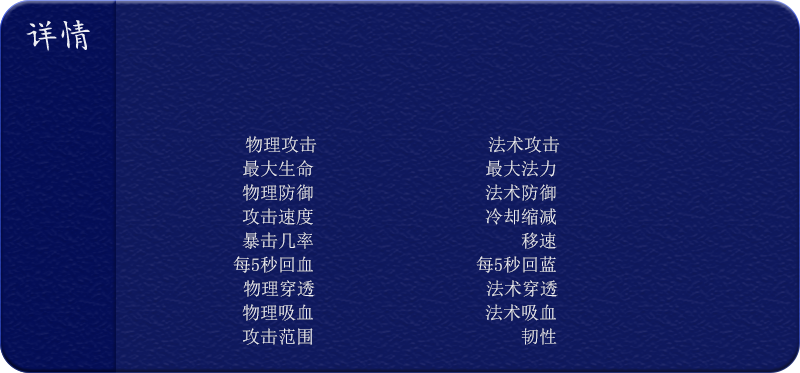 详情
物理攻击 法术攻击
最大生命 最大法力
物理防御 法术防御
攻击速度 冷却缩减
暴击几率 移速
每5秒回血 每5秒回蓝
物理穿透 法术穿透
物理吸血 法术吸血
攻击范围 韧性